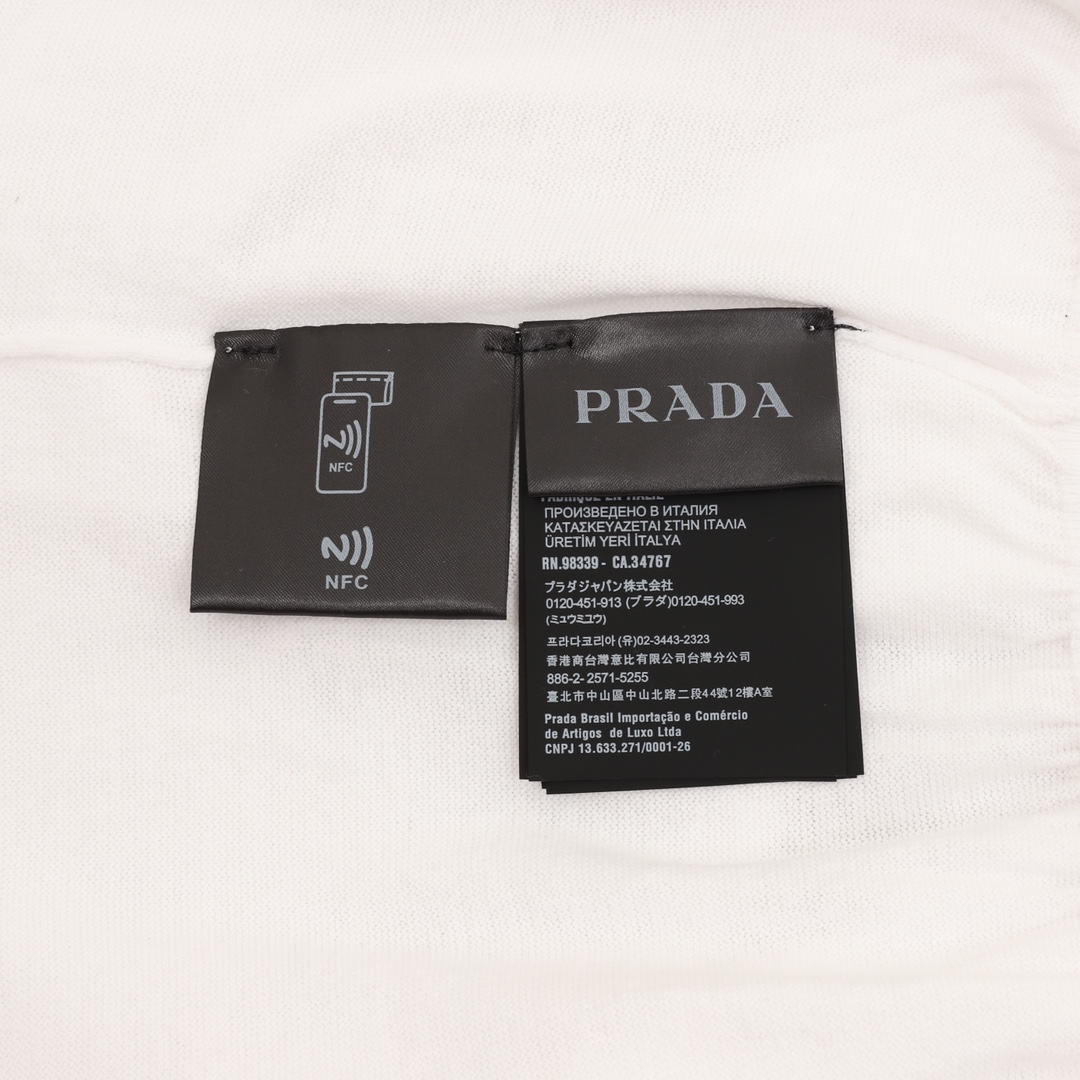 NFC
NFC
PRADA
FABRIQUÉ EN ITALIE
ПРОИЗВЕДЕНО В ИТАЛИЯ
ΚΑΤΑΣΚΕΥΑΖΕΤΑΙ ΣΤΗΝ ΙΤΑΛΙΑ
ÜRETİM YERİ İTALYA
RN.98339 - CA.34767
プラダジャパン株式会社
0120-451-913 (プラダ)0120-451-993
(ミュウミュウ)
프라다코리아 (유)02-3443-2323
香港商台灣意比有限公司台灣分公司
886-2- 2571-5255
臺北市中山區中山北路二段44號12樓A室
Prada Brasil Importação e Comércio
de Artigos de Luxo Ltda
CNPJ 13.633.271/0001-26